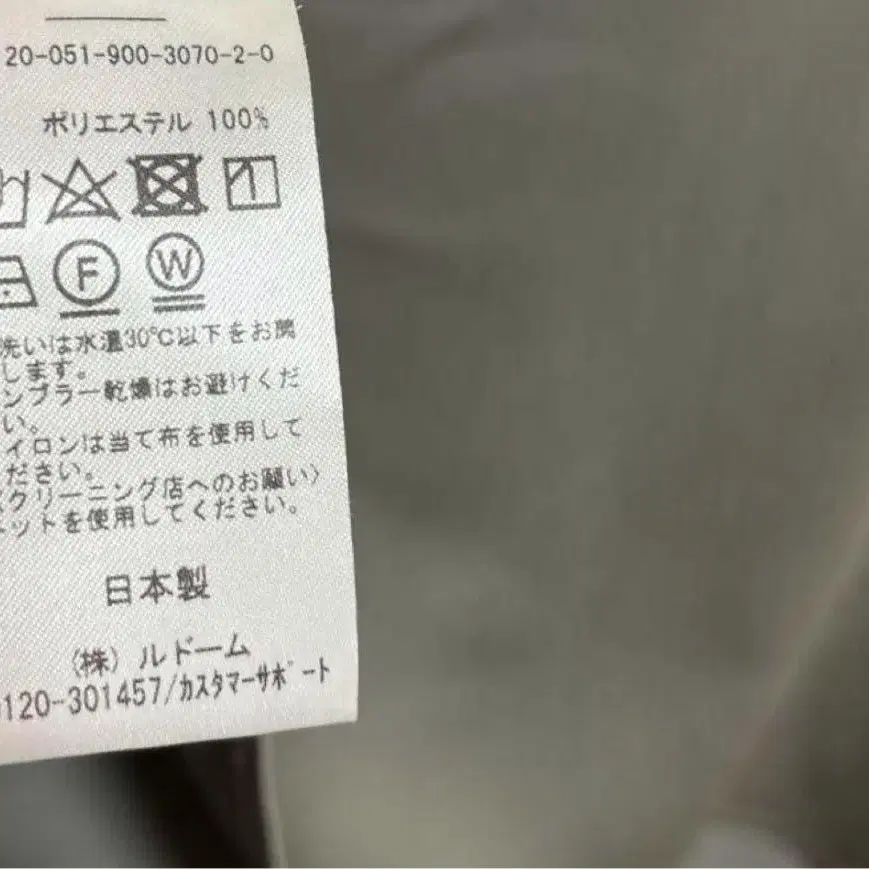 20-051-900-3070-2-0
ポリエステル 100%
F W
洗いは水温30℃以下をお薦
します。
ンブラー乾燥はお避けくだ
い。
イロンは当て布を使用して
ださい。
クリーニング店へのお願い〉
ネットを使用してください。
日本製
(株) ルドーム
0120-301457/カスタマーサポート